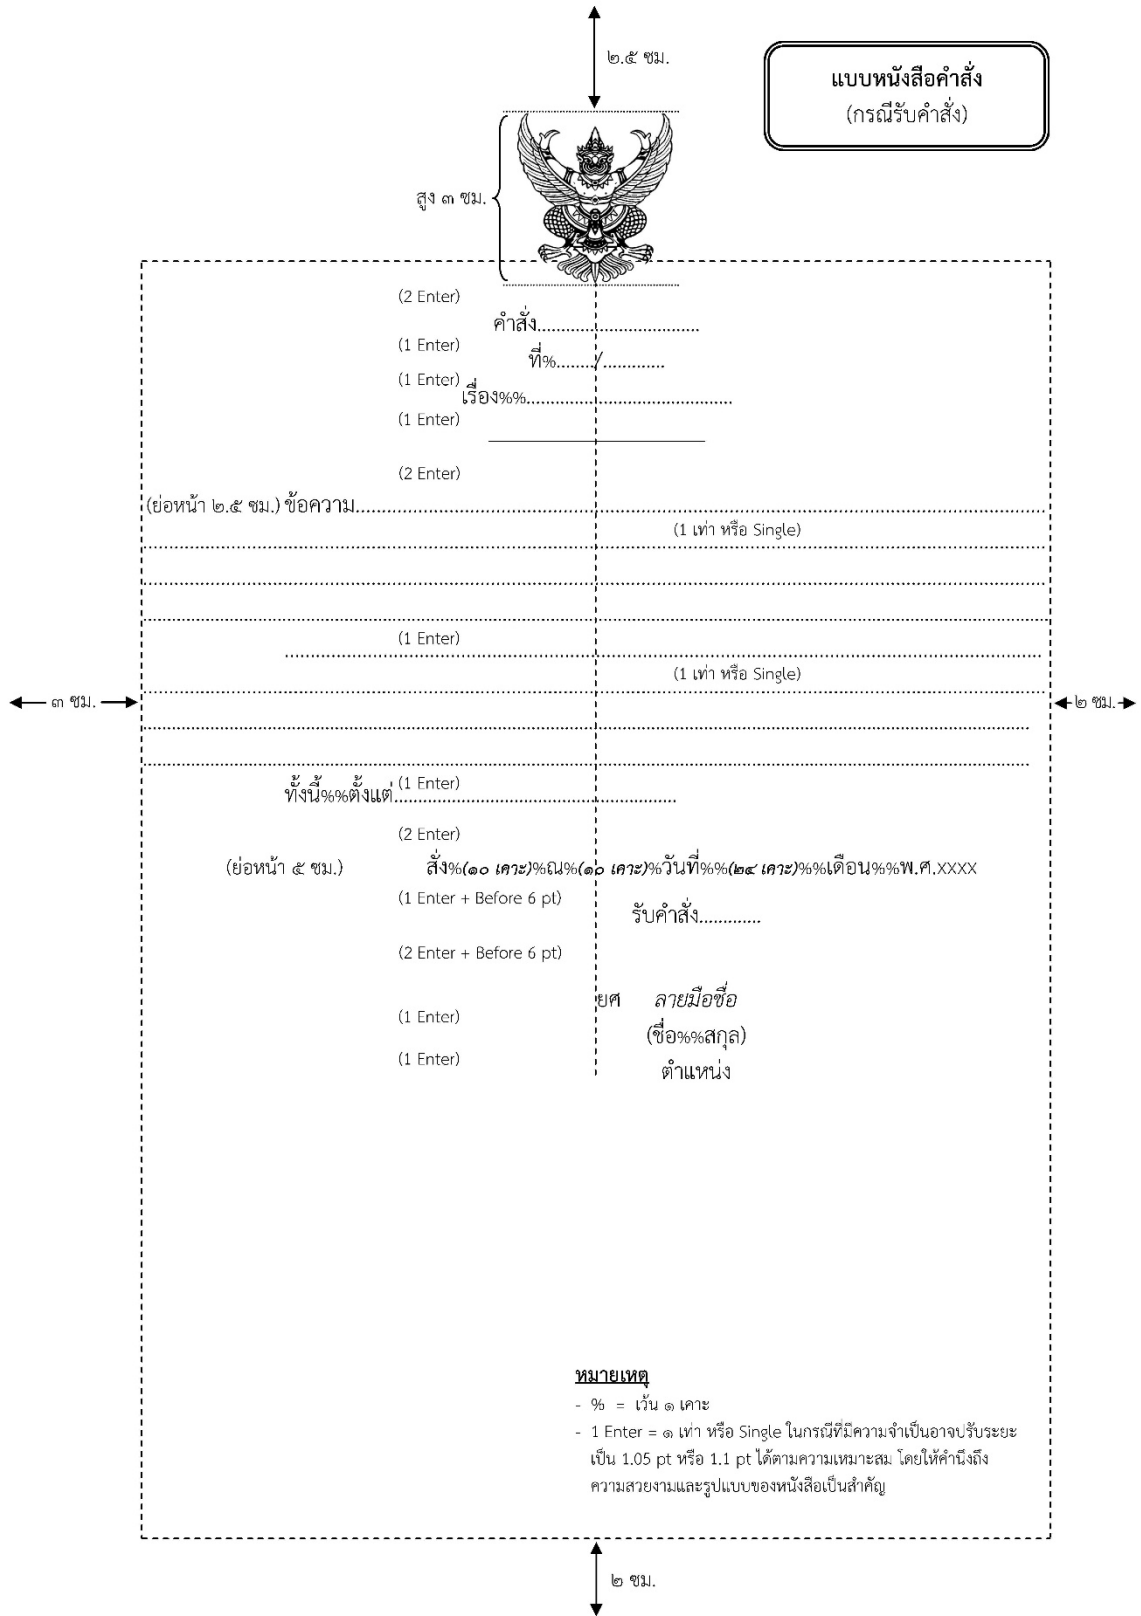 ๒.๕ ซม.
แบบหนังสือคำสั่ง
(กรณีรับคำสั่ง)
สูง ๓ ซม.
(2 Enter)
คำสั่ง..................................
(1 Enter)
ที่%......../.............
(1 Enter)
เรื่อง%%............................................
(1 Enter)
(2 Enter)
(ย่อหน้า ๒.๕ ซม.) ข้อความ....................................................................................................
(1 เท่า หรือ Single)
(1 Enter)
(1 เท่า หรือ Single)
๓ ซม.
๒ ซม.
(1 Enter)
ทั้งนี้%%ตั้งแต่............................................................
(2 Enter)
(ย่อหน้า ๕ ซม.) สั่ง%(๑๐ เคาะ)%ณ%(๑๐ เคาะ)%วันที่%%(๒๔ เคาะ)%%เดือน%%พ.ศ.XXXX
(1 Enter + Before 6 pt)
รับคำสั่ง.............
(2 Enter + Before 6 pt)
ยศ ลายมือชื่อ
(1 Enter)
(ชื่อ%%สกุล)
(1 Enter)
ตำแหน่ง
หมายเหตุ
- % = เว้น ๑ เคาะ
- 1 Enter = ๑ เท่า หรือ Single ในกรณีที่มีความจำเป็นอาจปรับระยะ
เป็น 1.05 pt หรือ 1.1 pt ได้ตามความเหมาะสม โดยให้คำนึงถึง
ความสวยงามและรูปแบบของหนังสือเป็นสำคัญ
๒ ซม.